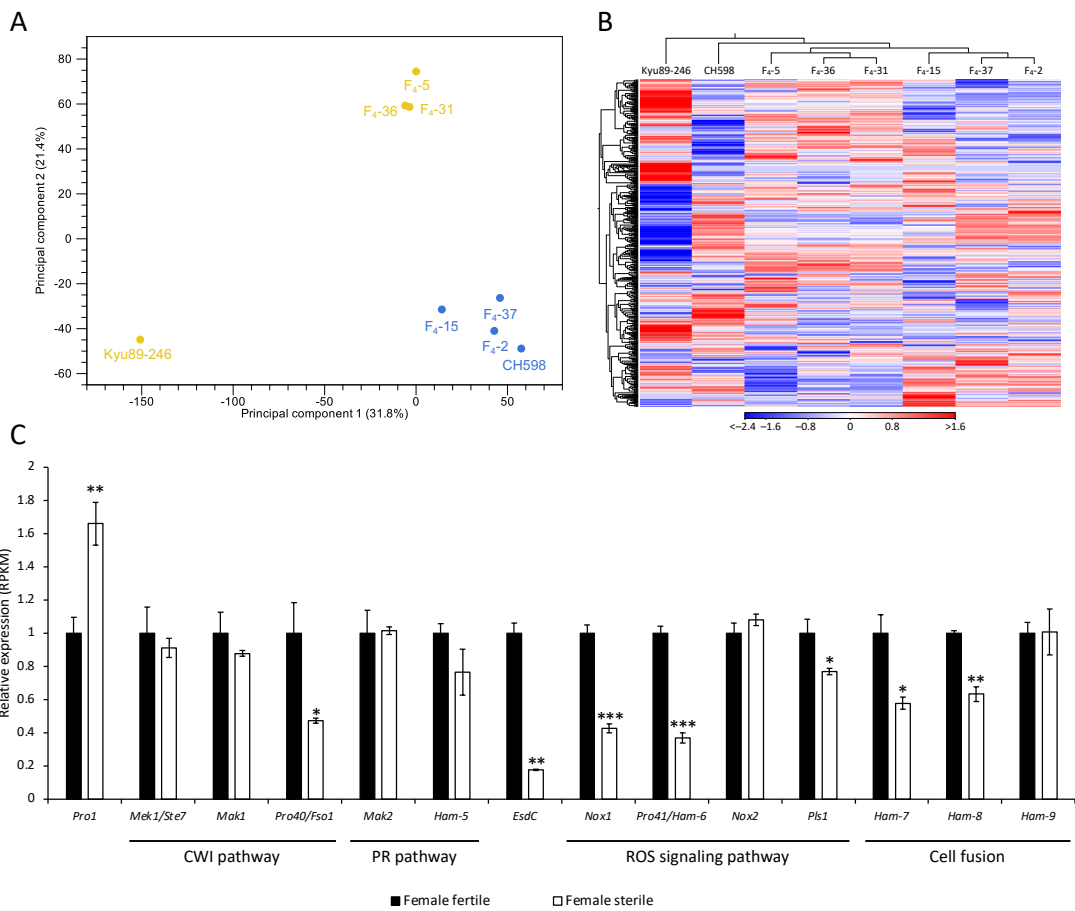 A
Principal component 2 (21.4%)
80
60
40
20
0
-20
-40
-60
F₄-5
F₄-36
F₄-31
F₄-15
F₄-37
F₄-2
Kyu89-246
CH598
-150
-100
-50
0
50
Principal component 1 (31.8%)
B
Kyu89-246 CH598 F₄-5 F₄-36 F₄-31 F₄-15 F₄-37 F₄-2
<−2.4 −1.6 −0.8 0 0.8 >1.6
C
Relative expression (RPKM)
2
1.8
1.6
1.4
1.2
1
0.8
0.6
0.4
0.2
0
**
*
**
***
***
*
*
**
Pro1 Mek1/Ste7 Mak1 Pro40/Fso1 Mak2 Ham-5 EsdC Nox1 Pro41/Ham-6 Nox2 Pls1 Ham-7 Ham-8 Ham-9
CWI pathway PR pathway ROS signaling pathway Cell fusion
Female fertile Female sterile